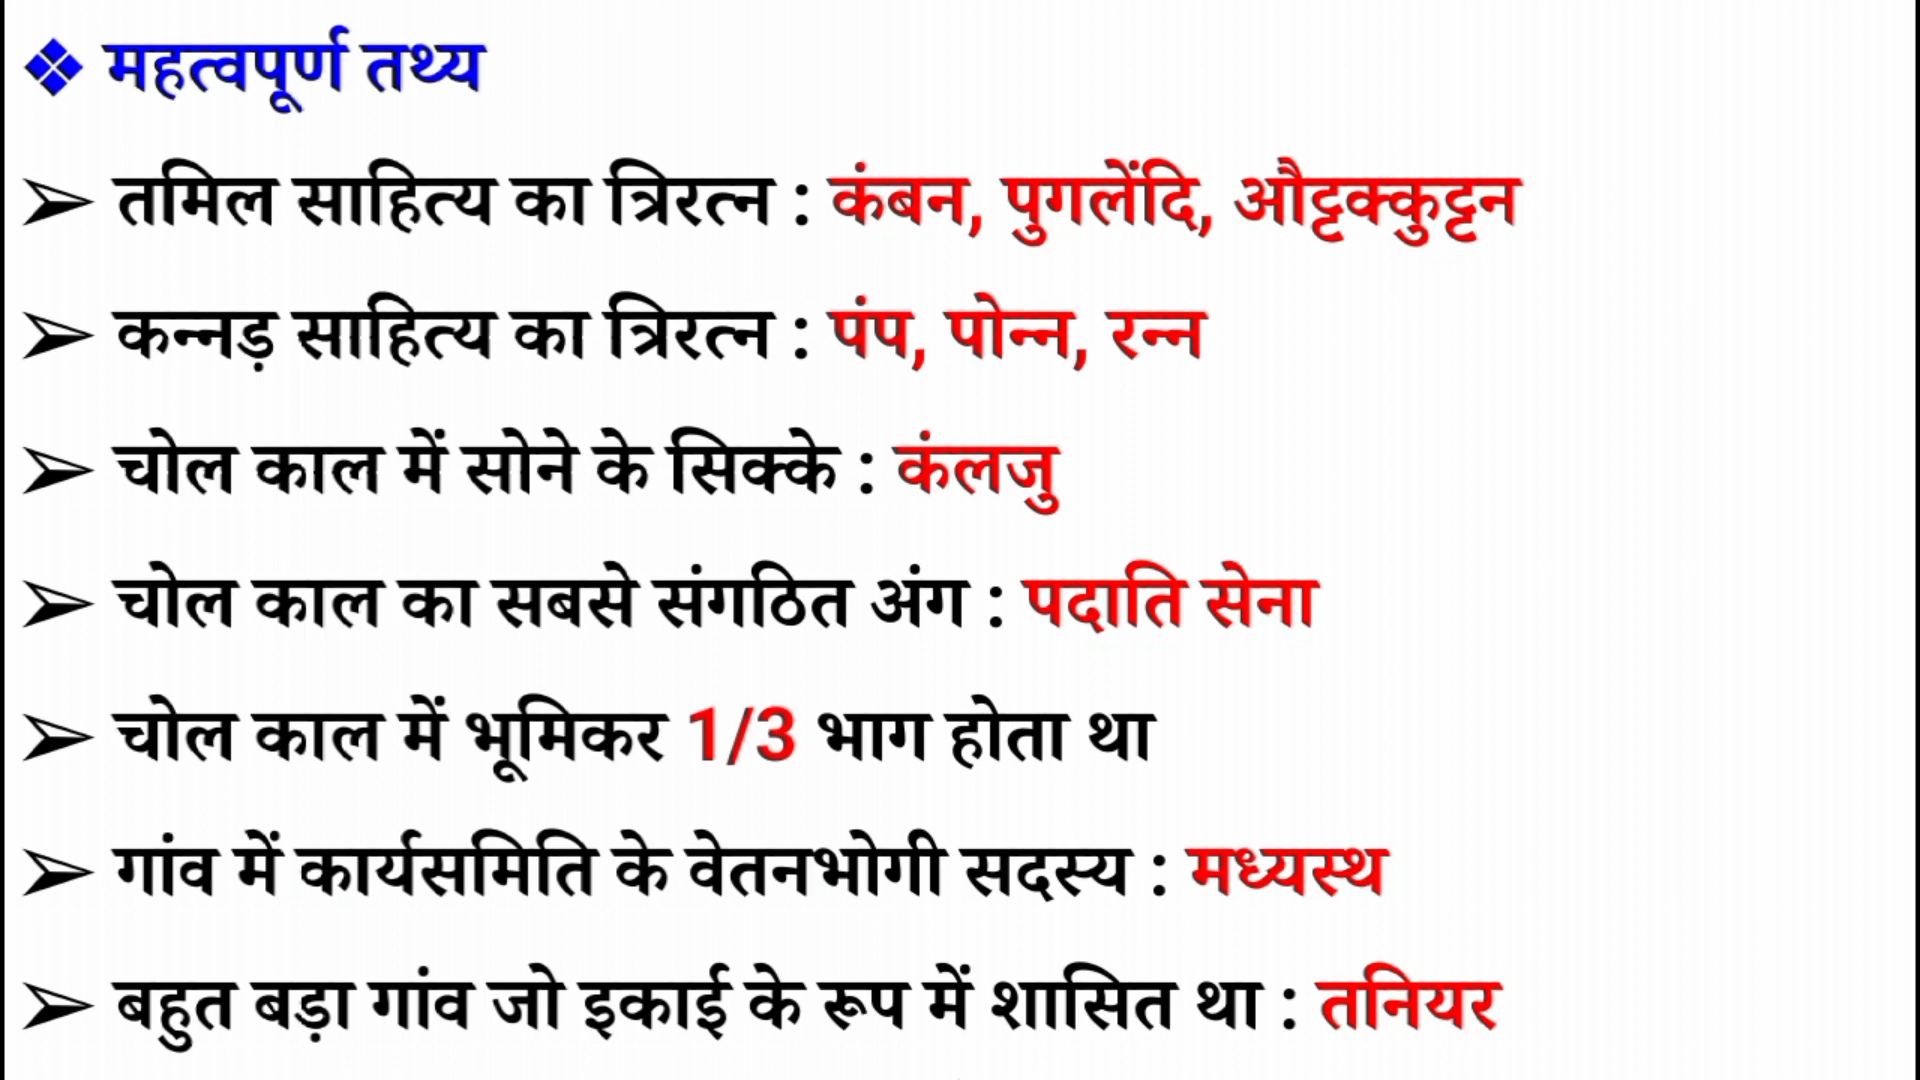 ❖ महत्वपूर्ण तथ्य
➢ तमिल साहित्य का त्रिरत्न : कंबन, पुगलेंदि, औट्टक्कुट्टन
➢ कन्नड़ साहित्य का त्रिरत्न : पंप, पोन्न, रन्न
➢ चोल काल में सोने के सिक्के : कंलजु
➢ चोल काल का सबसे संगठित अंग : पदाति सेना
➢ चोल काल में भूमिकर 1/3 भाग होता था
➢ गांव में कार्यसमिति के वेतनभोगी सदस्य : मध्यस्थ
➢ बहुत बड़ा गांव जो इकाई के रूप में शासित था : तनियर